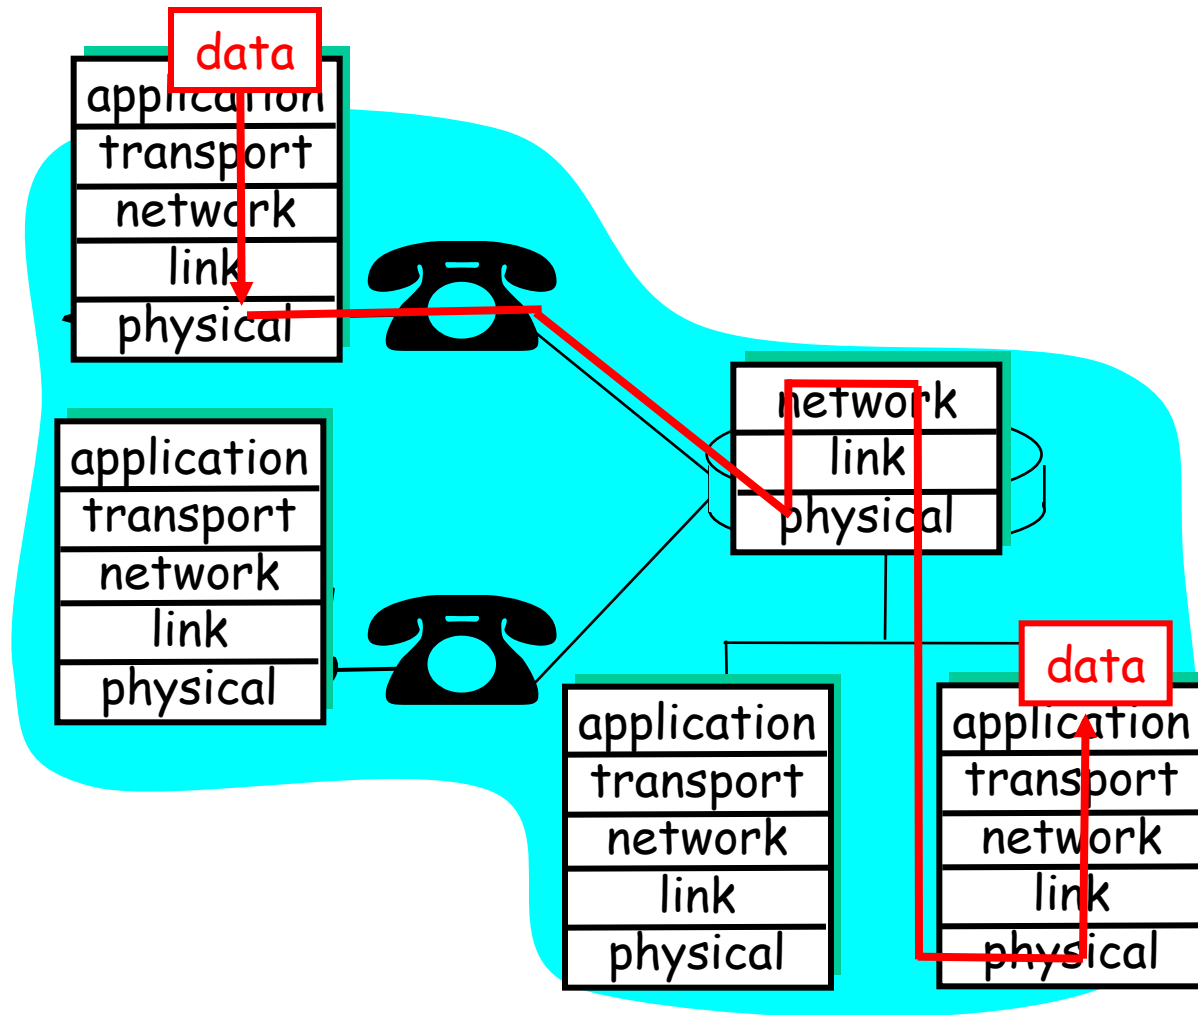 data
application
transport
network
link
physical
application
transport
network
link
physical
network
link
physical
application
transport
network
link
physical
data
application
transport
network
link
physical